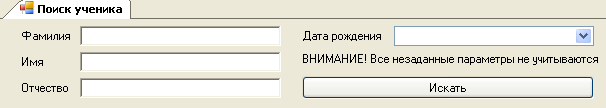 Поиск ученика
Фамилия
Дата рождения
Имя
ВНИМАНИЕ! Все незаданные параметры не учитываются
Отчество
Искать